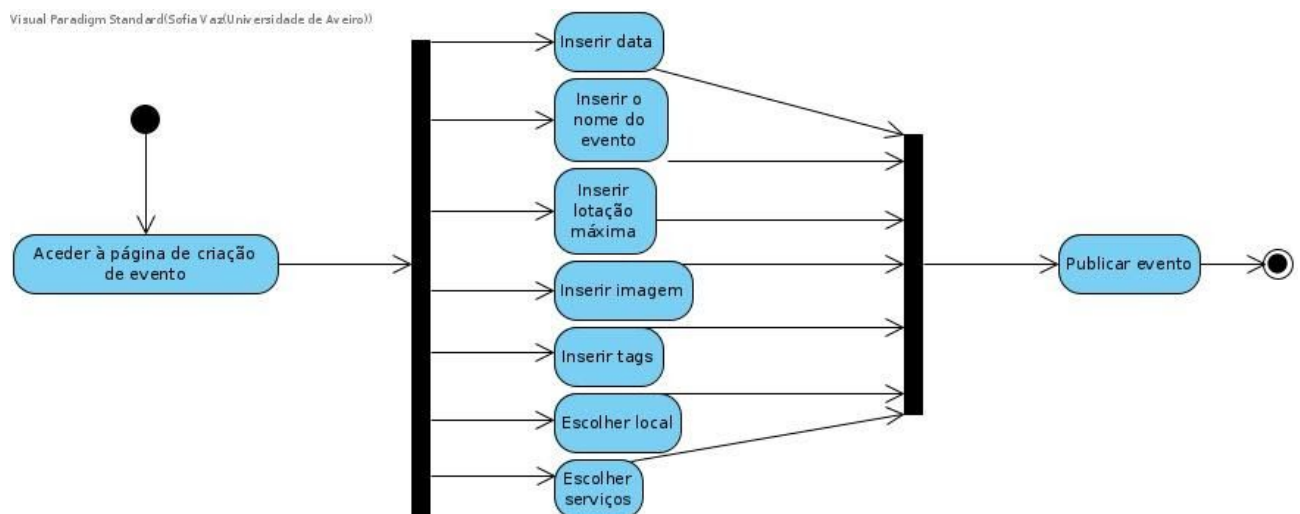 Visual Paradigm Standard(Sofia Vaz(Universidade de Aveiro))
Inserir data
Inserir o
nome do
evento
Inserir
lotação
máxima
Aceder à página de criação
de evento
Publicar evento
Inserir imagem
Inserir tags
Escolher local
Escolher
serviços